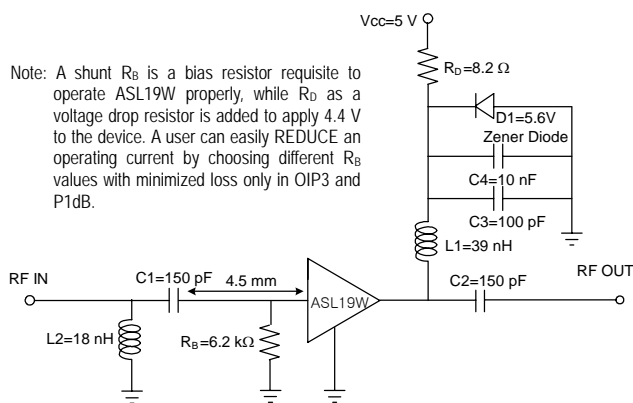 Vcc=5 V
RD=8.2 Ω
Note: A shunt RB is a bias resistor requisite to
operate ASL19W properly, while RD as a
voltage drop resistor is added to apply 4.4 V
to the device. A user can easily REDUCE an
operating current by choosing different RB
values with minimized loss only in OIP3 and
P1dB.
D1=5.6V
Zener Diode
C4=10 nF
C3=100 pF
L1=39 nH
RF IN
C1=150 pF
4.5 mm
ASL19W
C2=150 pF
RF OUT
L2=18 nH
RB=6.2 kΩ